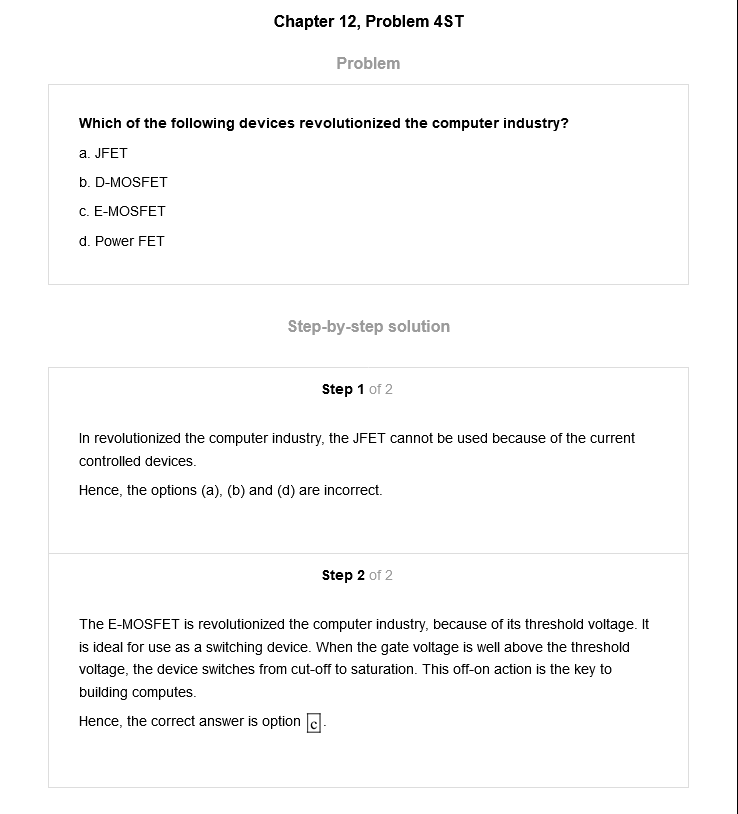 Chapter 12, Problem 4ST
Problem
Which of the following devices revolutionized the computer industry?
a. JFET
b. D-MOSFET
c. E-MOSFET
d. Power FET
Step-by-step solution
Step 1 of 2
In revolutionized the computer industry, the JFET cannot be used because of the current
controlled devices.
Hence, the options (a), (b) and (d) are incorrect.
Step 2 of 2
The E-MOSFET is revolutionized the computer industry, because of its threshold voltage. It
is ideal for use as a switching device. When the gate voltage is well above the threshold
voltage, the device switches from cut-off to saturation. This off-on action is the key to
building computes.
Hence, the correct answer is option c.